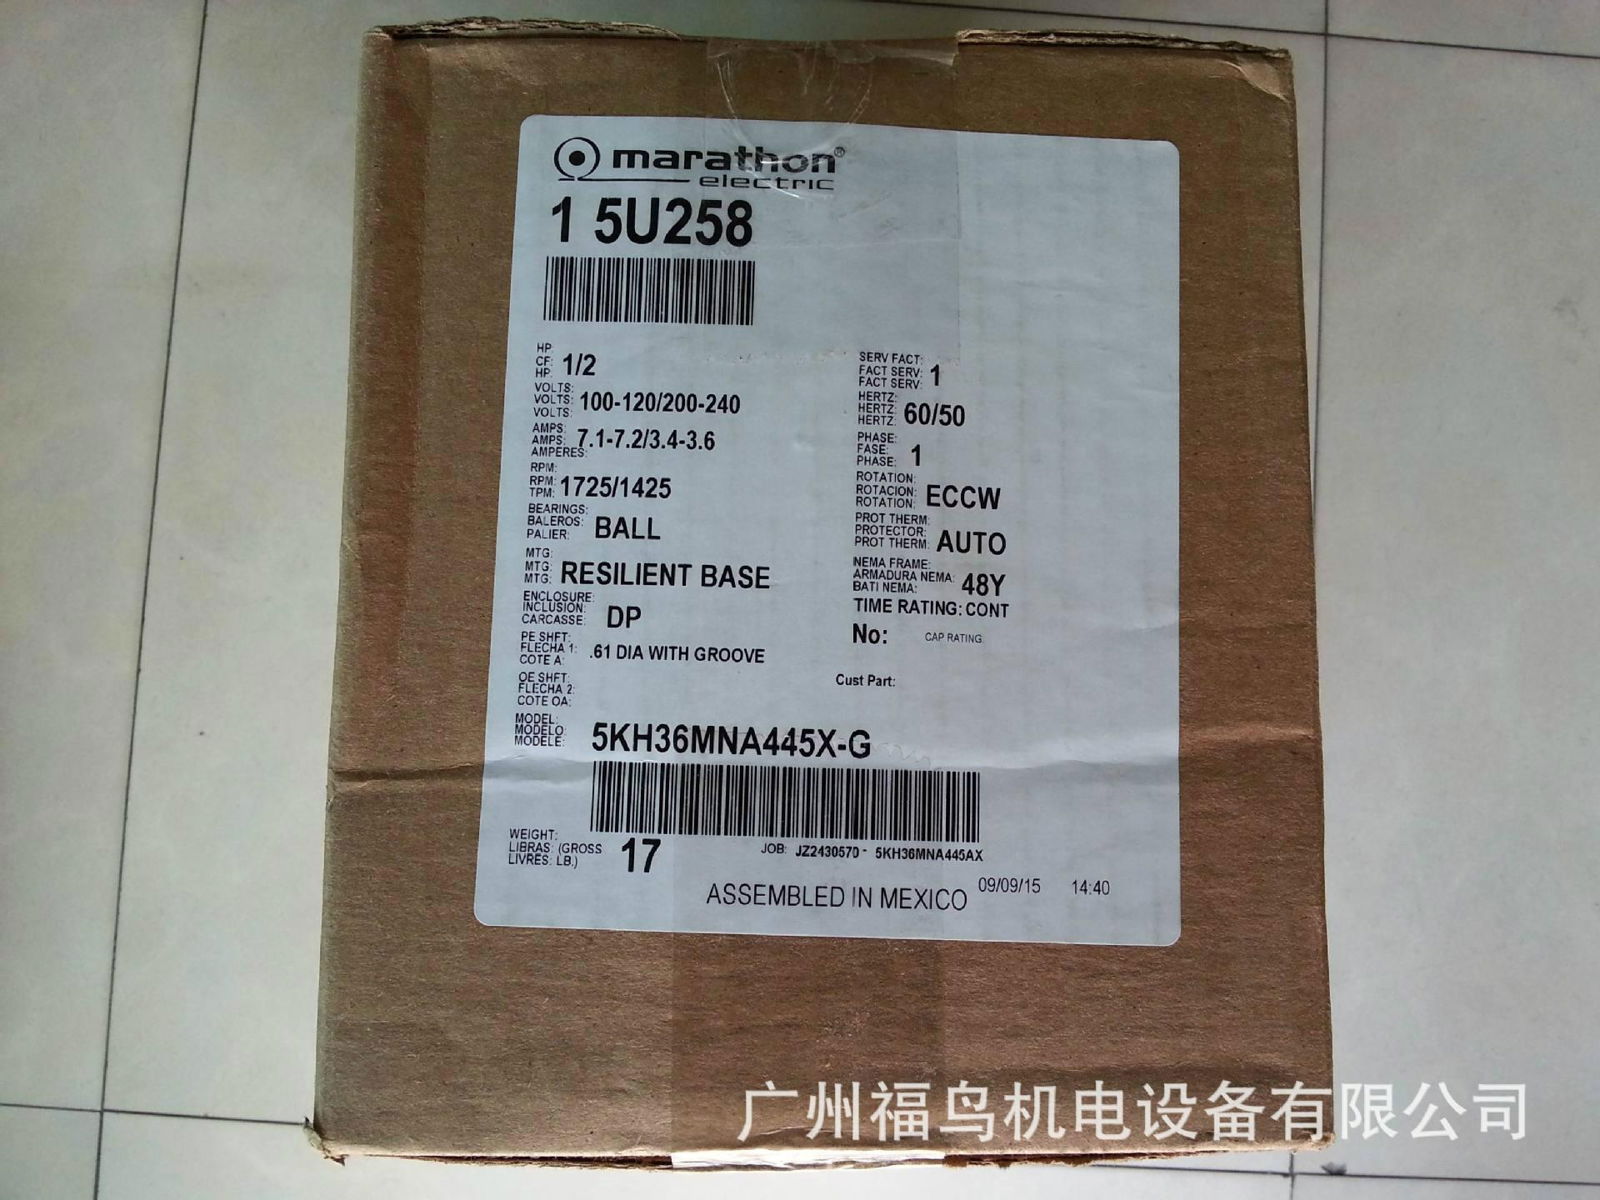 marathon®
electric
1 5U258
HP:
CF: 1/2
HP:
VOLTS:
VOLTS: 100-120/200-240
VOLTS:
AMPS:
AMPS: 7.1-7.2/3.4-3.6
AMPERES:
RPM:
RPM: 1725/1425
TPM:
BEARINGS:
BALEROS: BALL
PALIER:
MTG:
MTG: RESILIENT BASE
MTG:
ENCLOSURE:
INCLUSION: DP
CARCASSE:
PE SHFT:
FLECHA 1: .61 DIA WITH GROOVE
COTE A:
OE SHFT:
FLECHA 2:
COTE OA:
SERV FACT:
FACT SERV: 1
FACT SERV:
HERTZ:
HERTZ: 60/50
HERTZ:
PHASE:
FASE: 1
PHASE:
ROTATION:
ROTACION: ECCW
ROTATION:
PROT THERM:
PROTECTOR: AUTO
PROT THERM:
NEMA FRAME:
ARMADURA NEMA: 48Y
BATI NEMA:
TIME RATING: CONT
No: CAP RATING
Cust Part:
MODEL:
MODELO: 5KH36MNA445X-G
MODELE:
WEIGHT:
LIBRAS: (GROSS 17
LIVRES: LB.)
JOB: JZ2430570 - 5KH36MNA445AX
ASSEMBLED IN MEXICO 09/09/15 14:40
广州福鸟机电设备有限公司